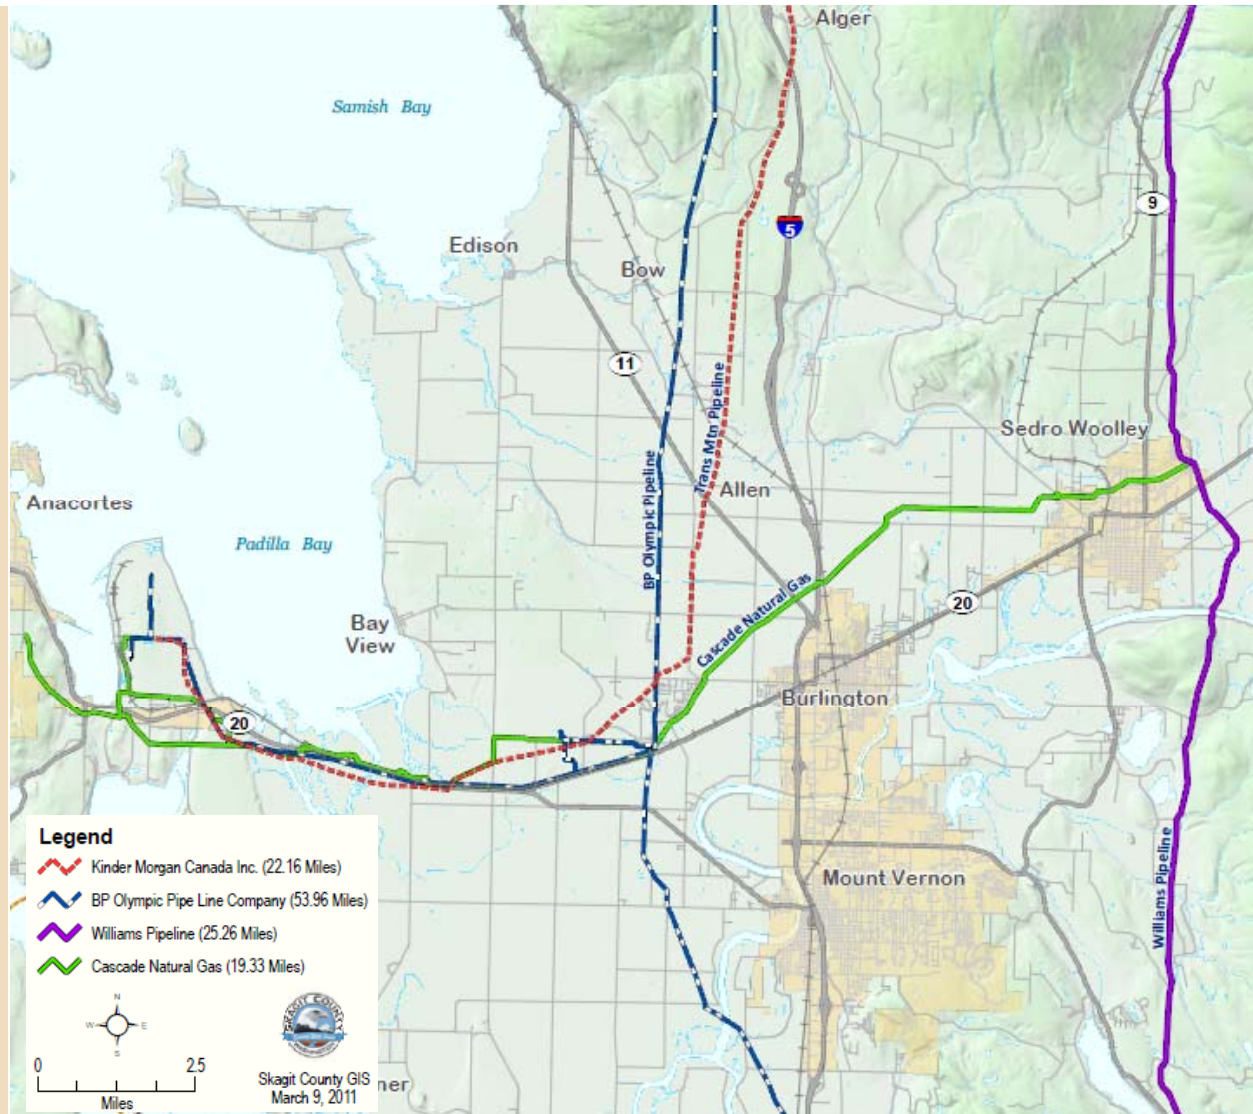 Alger
Samish Bay
9
5
Edison
Bow
11
Sedro Woolley
Trans Mtn Pipeline
BP Olympic Pipeline
Allen
Anacortes
Padilla Bay
Cascade Natural Gas
20
Bay
View
Burlington
20
Mount Vernon
Williams Pipeline
Legend
Kinder Morgan Canada Inc. (22.16 Miles)
BP Olympic Pipe Line Company (53.96 Miles)
Williams Pipeline (25.26 Miles)
Cascade Natural Gas (19.33 Miles)
N
W E
S
SKAGIT COUNTY
WASHINGTON
0 2.5
Miles
Skagit County GIS
March 9, 2011
ner